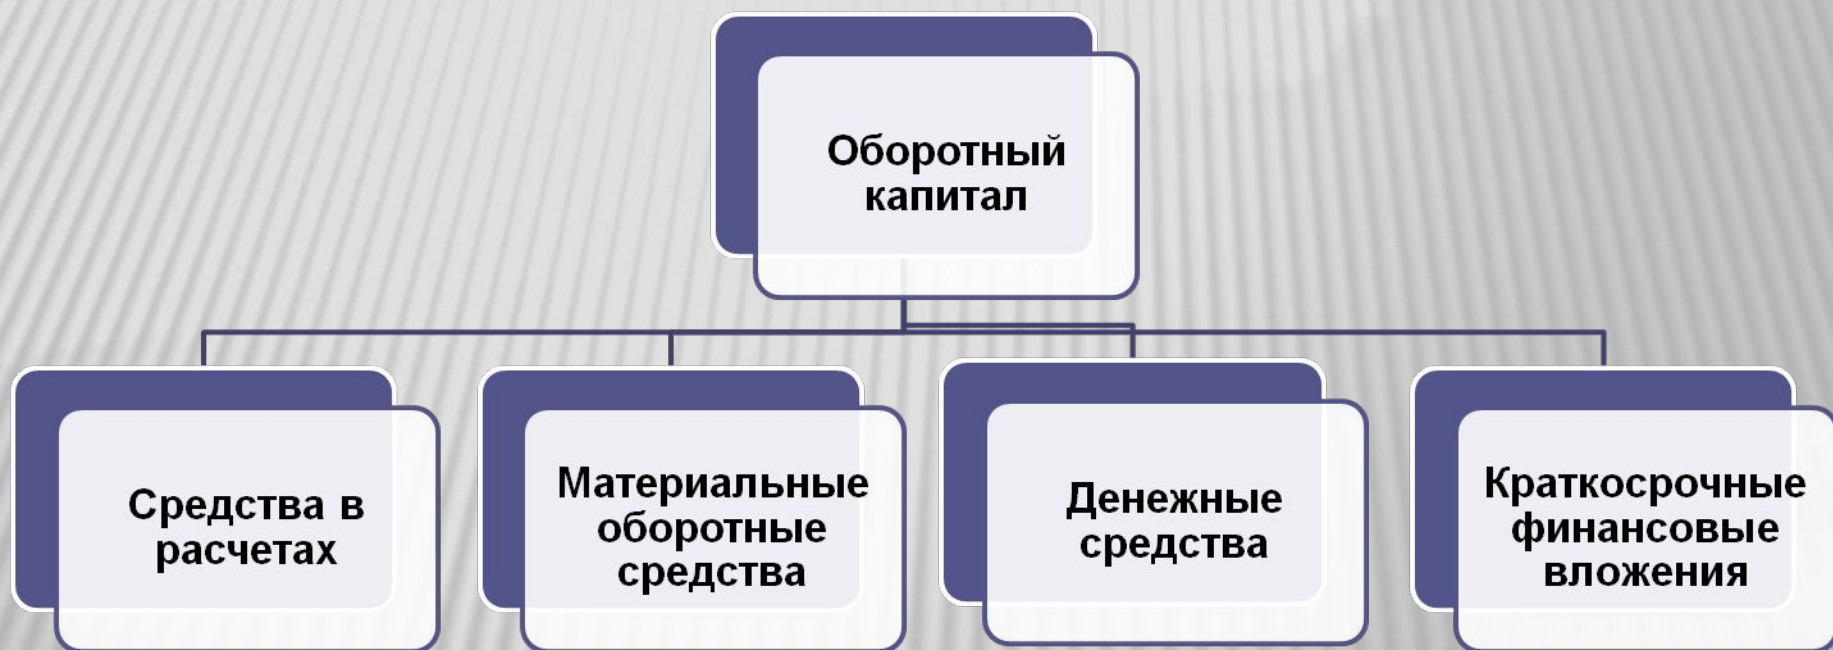 Оборотный
капитал
Средства в
расчетах
Материальные
оборотные
средства
Денежные
средства
Краткосрочные
финансовые
вложения